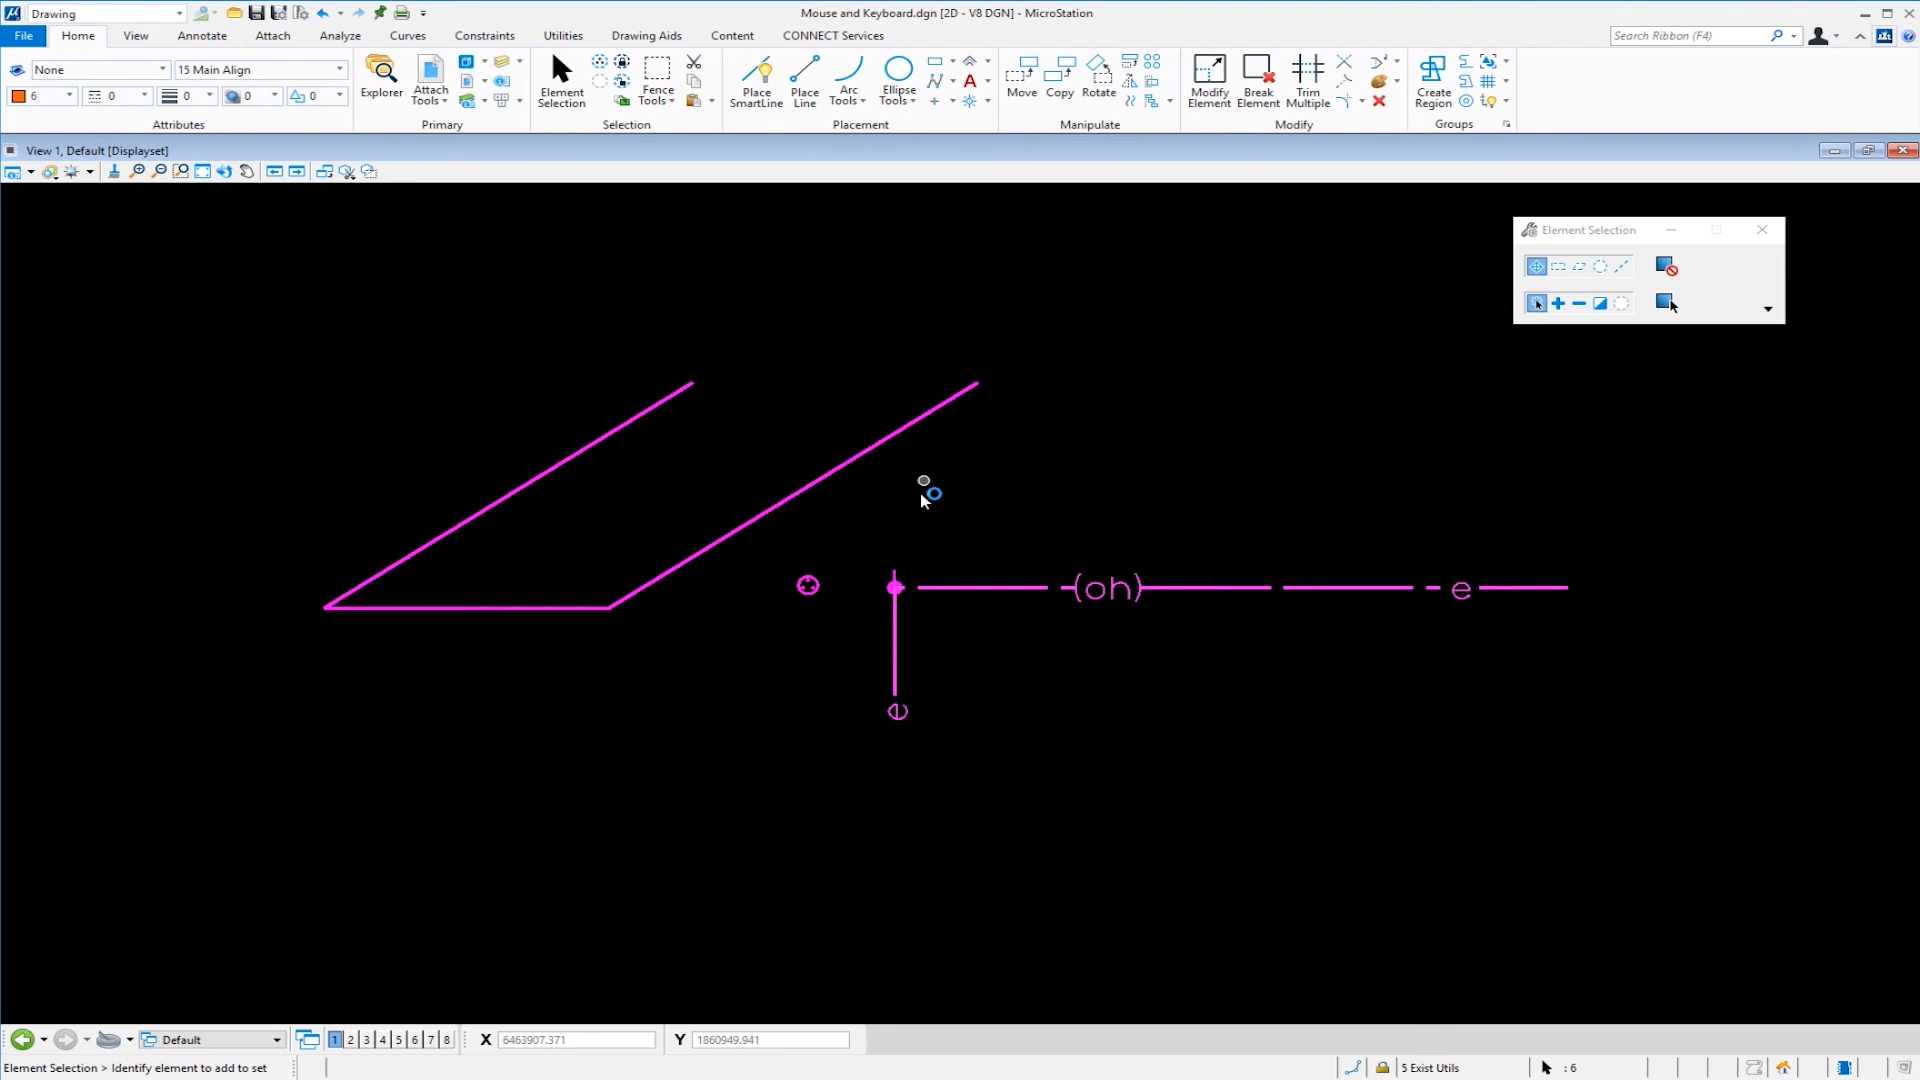 Drawing
Mouse and Keyboard.dgn [2D - V8 DGN] - MicroStation
File Home View Annotate Attach Analyze Curves Constraints Utilities Drawing Aids Content CONNECT Services
Search Ribbon (F4)
None
15 Main Align
6 0 0 0 0
Attributes
Explorer
Attach Tools
Primary
Element Selection
Fence Tools
Selection
Place SmartLine
Place Line
Arc Tools
Ellipse Tools
Placement
Move
Copy
Rotate
Manipulate
Modify Element
Break Element
Trim Multiple
Modify
Create Region
Groups
View 1, Default [Displayset]
Element Selection
(oh)
e
e
Default
1 2 3 4 5 6 7 8
X 6463907.371
Y 1860949.941
Element Selection > Identify element to add to set
5 Exist Utils
: 6